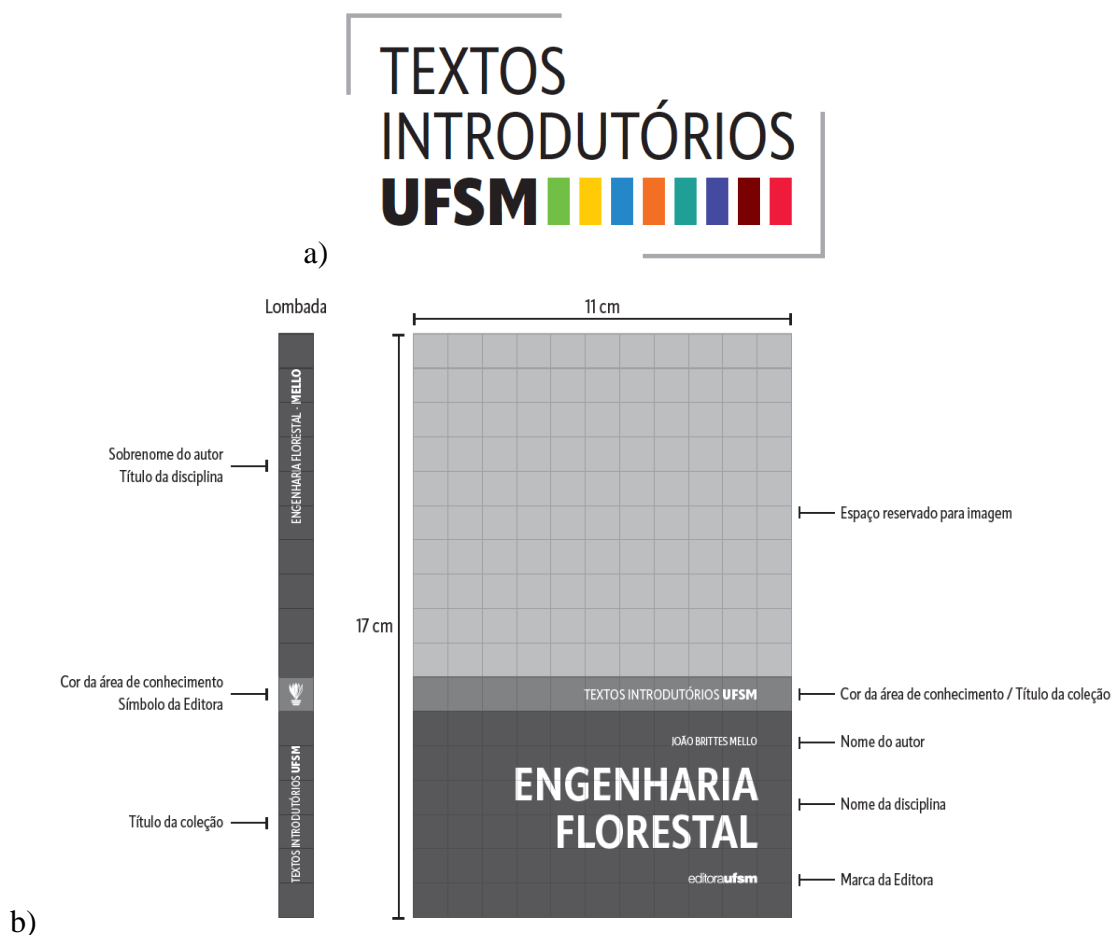 TEXTOS
INTRODUTÓRIOS
UFSM
a)
Lombada
11 cm
ENGENHARIA FLORESTAL - MELLO
Sobrenome do autor
Título da disciplina
Espaço reservado para imagem
17 cm
Cor da área de conhecimento
Símbolo da Editora
TEXTOS INTRODUTÓRIOS UFSM
Cor da área de conhecimento / Título da coleção
JOÃO BRITTES MELLO
Nome do autor
ENGENHARIA
FLORESTAL
Nome da disciplina
TEXTOS INTRODUTÓRIOS UFSM
Título da coleção
editoraufsm
Marca da Editora
b)